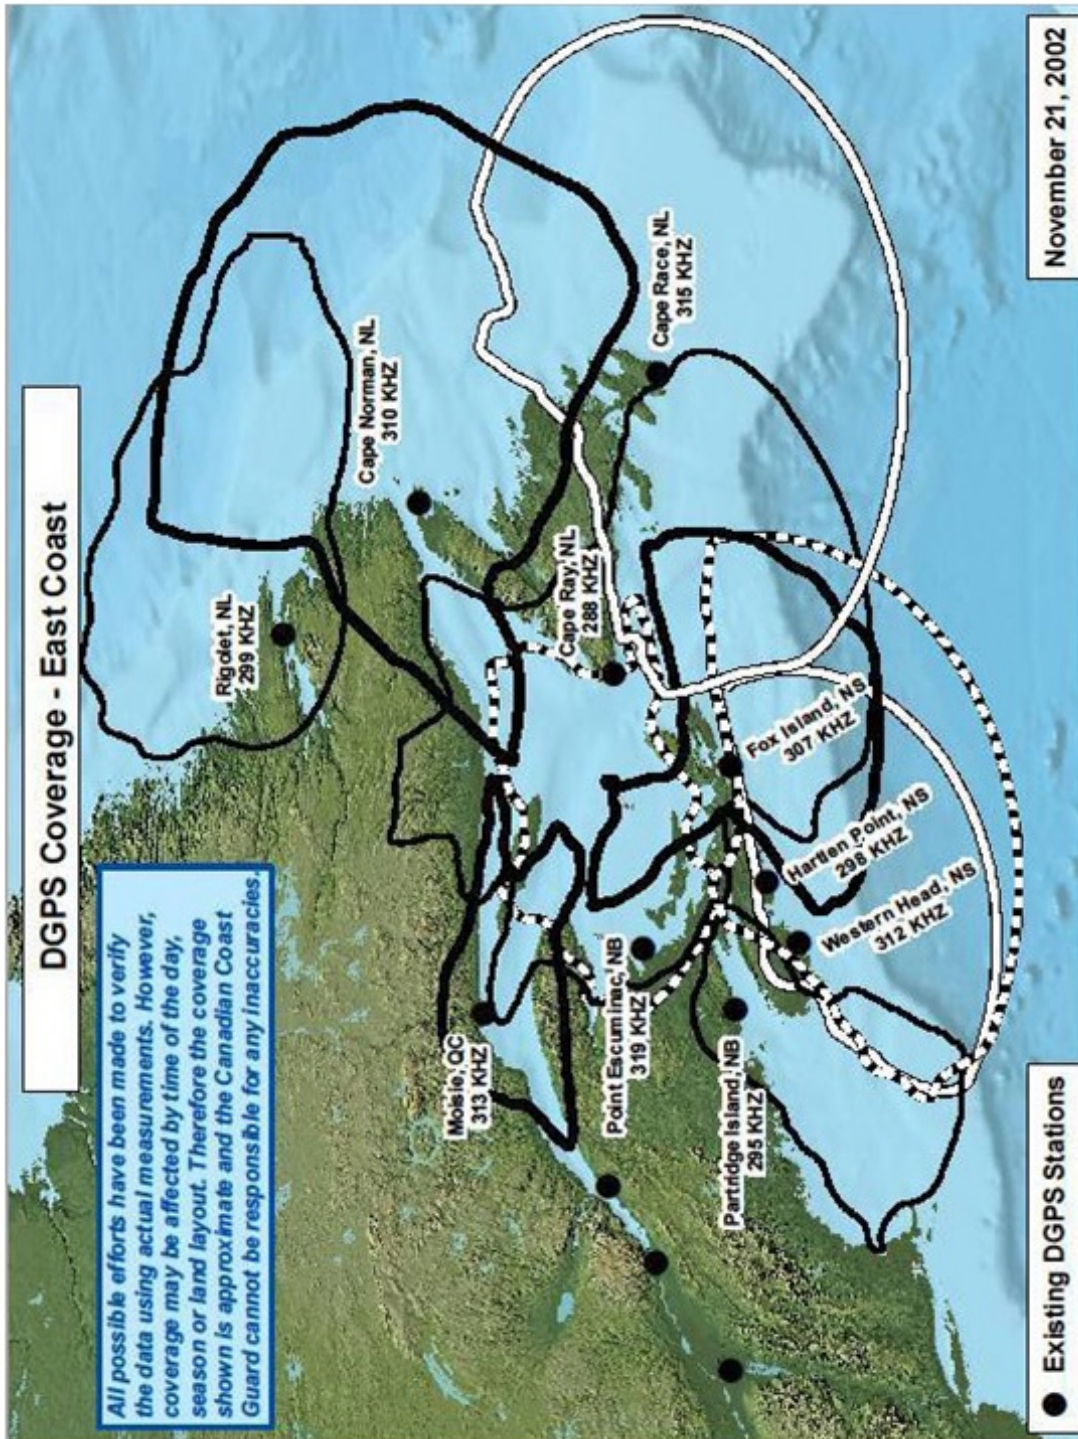 DGPS Coverage - East Coast
All possible efforts have been made to verify
the data using actual measurements. However,
coverage may be affected by time of the day,
season or land layout. Therefore the coverage
shown is approximate and the Canadian Coast
Guard cannot be responsible for any inaccuracies.
Rigolet, NL
299 KHZ
Cape Norman, NL
310 KHZ
Moisie, QC
313 KHZ
Cape Ray, NL
288 KHZ
Cape Race, NL
315 KHZ
Point Escuminac, NB
319 KHZ
Partridge Island, NB
295 KHZ
Fox Island, NS
307 KHZ
Hartlen Point, NS
298 KHZ
Western Head, NS
312 KHZ
Existing DGPS Stations
November 21, 2002